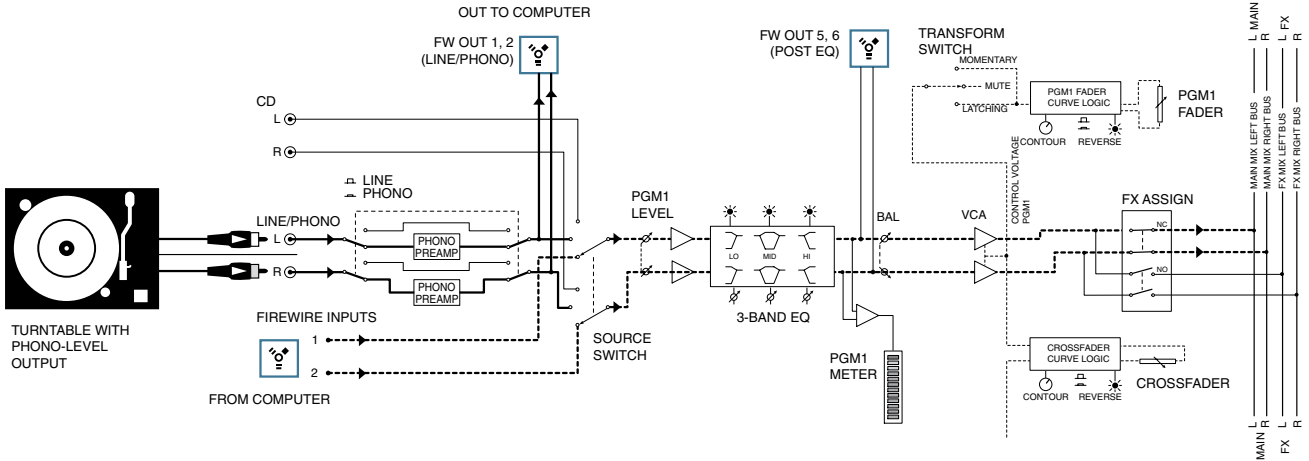 OUT TO COMPUTER
FW OUT 1, 2
(LINE/PHONO)
CD
L
R
LINE
PHONO
LINE/PHONO
L
R
PHONO
PREAMP
PHONO
PREAMP
TURNTABLE WITH
PHONO-LEVEL
OUTPUT
FIREWIRE INPUTS
1
2
FROM COMPUTER
SOURCE
SWITCH
PGM1
LEVEL
LO
MID
HI
3-BAND EQ
FW OUT 5, 6
(POST EQ)
BAL
PGM1
METER
TRANSFORM
SWITCH
MOMENTARY
MUTE
LATCHING
PGM1 FADER
CURVE LOGIC
CONTOUR
REVERSE
PGM1
FADER
CONTROL VOLTAGE
PGM1
VCA
FX ASSIGN
NC
NO
CROSSFADER
CURVE LOGIC
CONTOUR
REVERSE
CROSSFADER
L
R
MAIN
L
R
FX
MAIN MIX LEFT BUS
MAIN MIX RIGHT BUS
FX MIX LEFT BUS
FX MIX RIGHT BUS
MAIN
L
R
FX
L
R